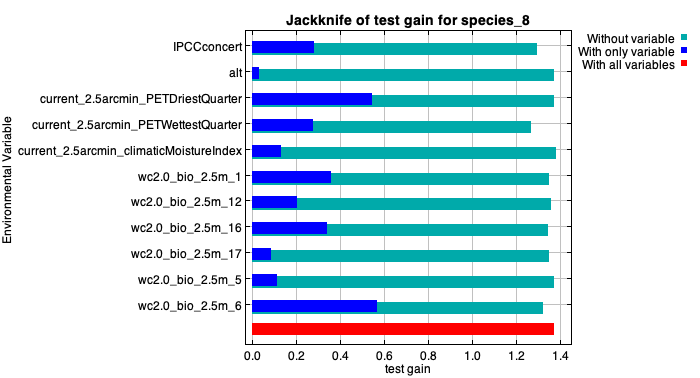 Jackknife of test gain for species_8
Without variable
With only variable
With all variables
Environmental Variable
IPCCconcert
alt
current_2.5arcmin_PETDriestQuarter
current_2.5arcmin_PETWettestQuarter
current_2.5arcmin_climaticMoistureIndex
wc2.0_bio_2.5m_1
wc2.0_bio_2.5m_12
wc2.0_bio_2.5m_16
wc2.0_bio_2.5m_17
wc2.0_bio_2.5m_5
wc2.0_bio_2.5m_6
0.0 0.2 0.4 0.6 0.8 1.0 1.2 1.4
test gain